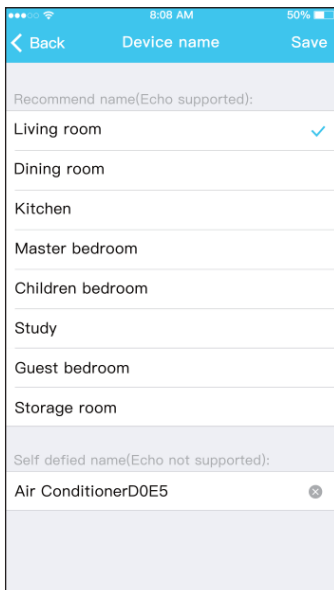 8:08 AM 50%
Back Device name Save
Recommend name(Echo supported):
Living room
Dining room
Kitchen
Master bedroom
Children bedroom
Study
Guest bedroom
Storage room
Self defied name(Echo not supported):
Air ConditionerD0E5